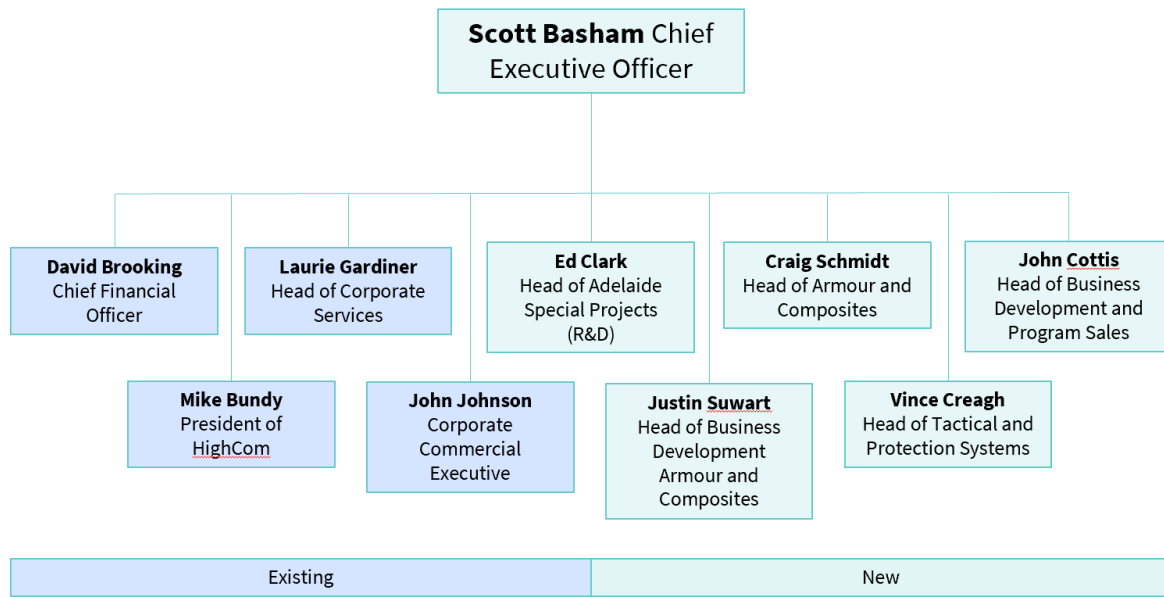 Scott Basham Chief
Executive Officer
David Brooking
Chief Financial
Officer
Laurie Gardiner
Head of Corporate
Services
Ed Clark
Head of Adelaide
Special Projects
(R&D)
Craig Schmidt
Head of Armour and
Composites
John Cottis
Head of Business
Development and
Program Sales
Mike Bundy
President of
HighCom
John Johnson
Corporate
Commercial
Executive
Justin Suwart
Head of Business
Development
Armour and
Composites
Vince Creagh
Head of Tactical and
Protection Systems
Existing
New